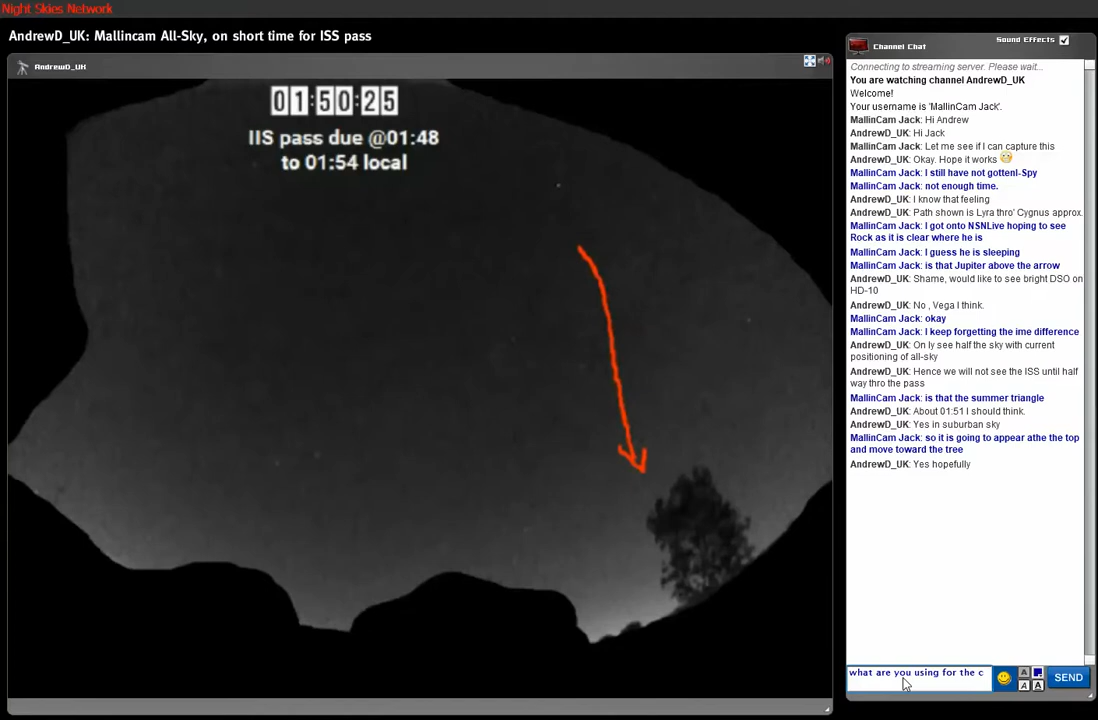 Night Skies Network
AndrewD_UK: Mallincam All-Sky, on short time for ISS pass
AndrewD_UK
01:50:25
IIS pass due @01:48
to 01:54 local
Channel Chat
Sound Effects
Connecting to streaming server. Please wait...
You are watching channel AndrewD_UK
Welcome!
Your username is 'MallinCam Jack'.
MallinCam Jack: Hi Andrew
AndrewD_UK: Hi Jack
MallinCam Jack: Let me see if I can capture this
AndrewD_UK: Okay. Hope it works
MallinCam Jack: I still have not gottenI-Spy
MallinCam Jack: not enough time.
AndrewD_UK: I know that feeling
AndrewD_UK: Path shown is Lyra thro' Cygnus approx.
MallinCam Jack: I got onto NSNLive hoping to see
Rock as it is clear where he is
MallinCam Jack: I guess he is sleeping
MallinCam Jack: is that Jupiter above the arrow
AndrewD_UK: Shame, would like to see bright DSO on
HD-10
AndrewD_UK: No , Vega I think.
MallinCam Jack: okay
MallinCam Jack: I keep forgetting the ime difference
AndrewD_UK: On ly see half the sky with current
positioning of all-sky
AndrewD_UK: Hence we will not see the ISS until half
way thro the pass
MallinCam Jack: is that the summer triangle
AndrewD_UK: About 01:51 I should think.
AndrewD_UK: Yes in suburban sky
MallinCam Jack: so it is going to appear athe the top
and move toward the tree
AndrewD_UK: Yes hopefully
what are you using for the c
A
A A
SEND